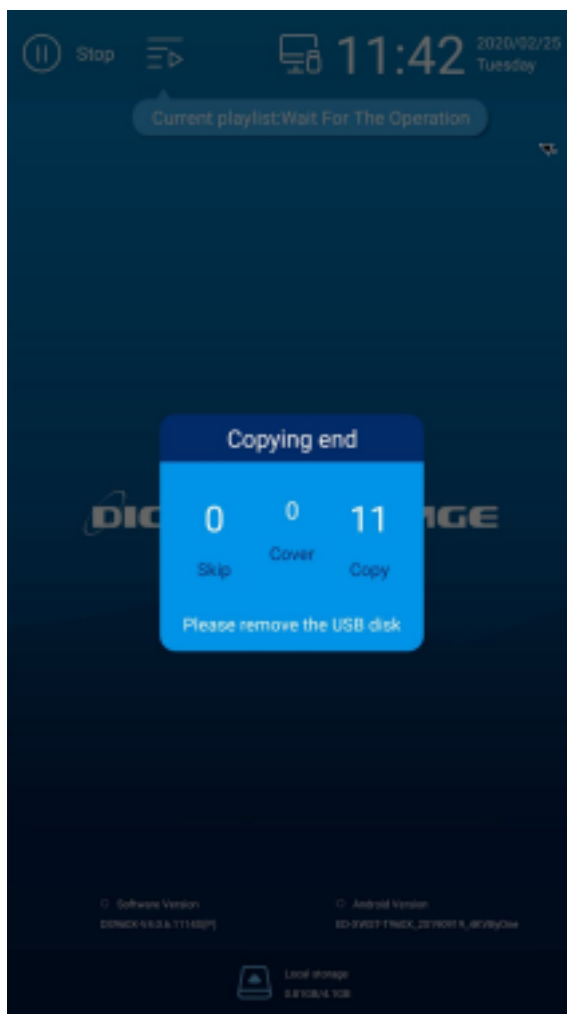 Stop
11:42
2020/02/25
Tuesday
Current playlist:Wait For The Operation
Copying end
0
0
11
Skip
Cover
Copy
Please remove the USB disk
Software Version
Android Version
Local storage